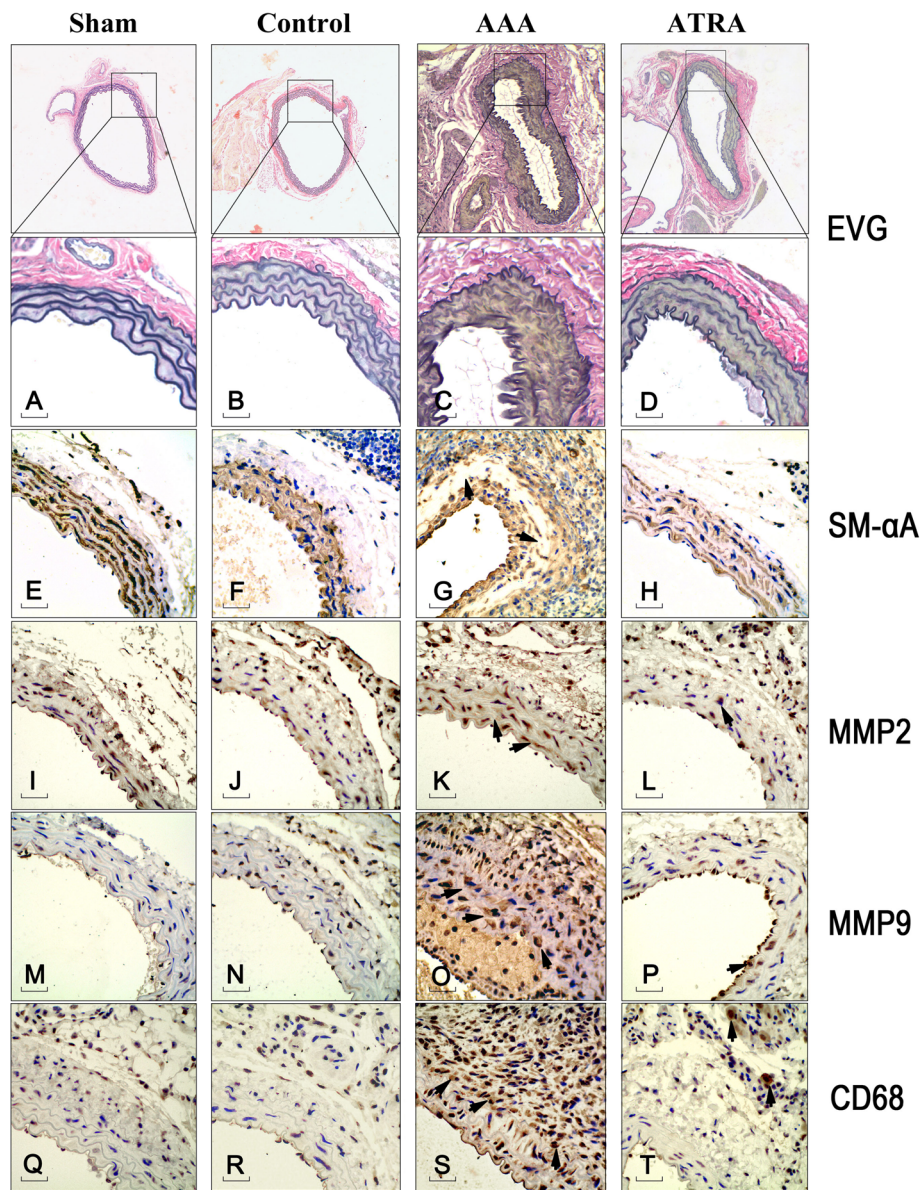 Sham Control AAA ATRA
EVG
A B C D
E F G H
SM-αA
I J K L
MMP2
M N O P
MMP9
Q R S T
CD68